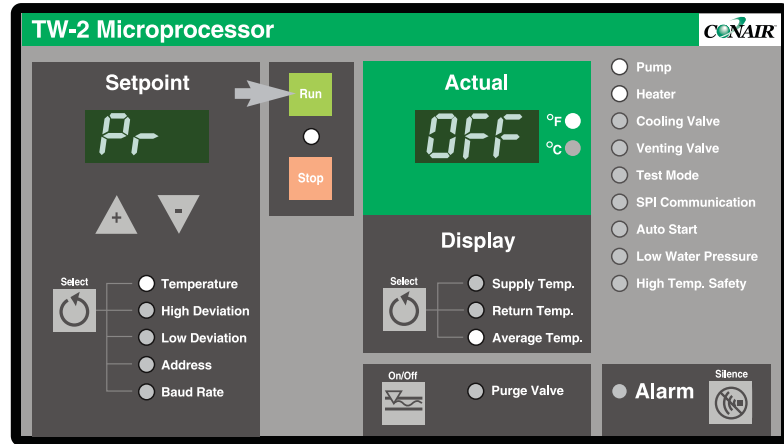 TW-2 Microprocessor
CONAIR
Setpoint
Pr
Select
Temperature
High Deviation
Low Deviation
Address
Baud Rate
Run
Stop
Actual
OFF
°F
°C
Display
Select
Supply Temp.
Return Temp.
Average Temp.
On/Off
Purge Valve
Pump
Heater
Cooling Valve
Venting Valve
Test Mode
SPI Communication
Auto Start
Low Water Pressure
High Temp. Safety
Alarm
Silence